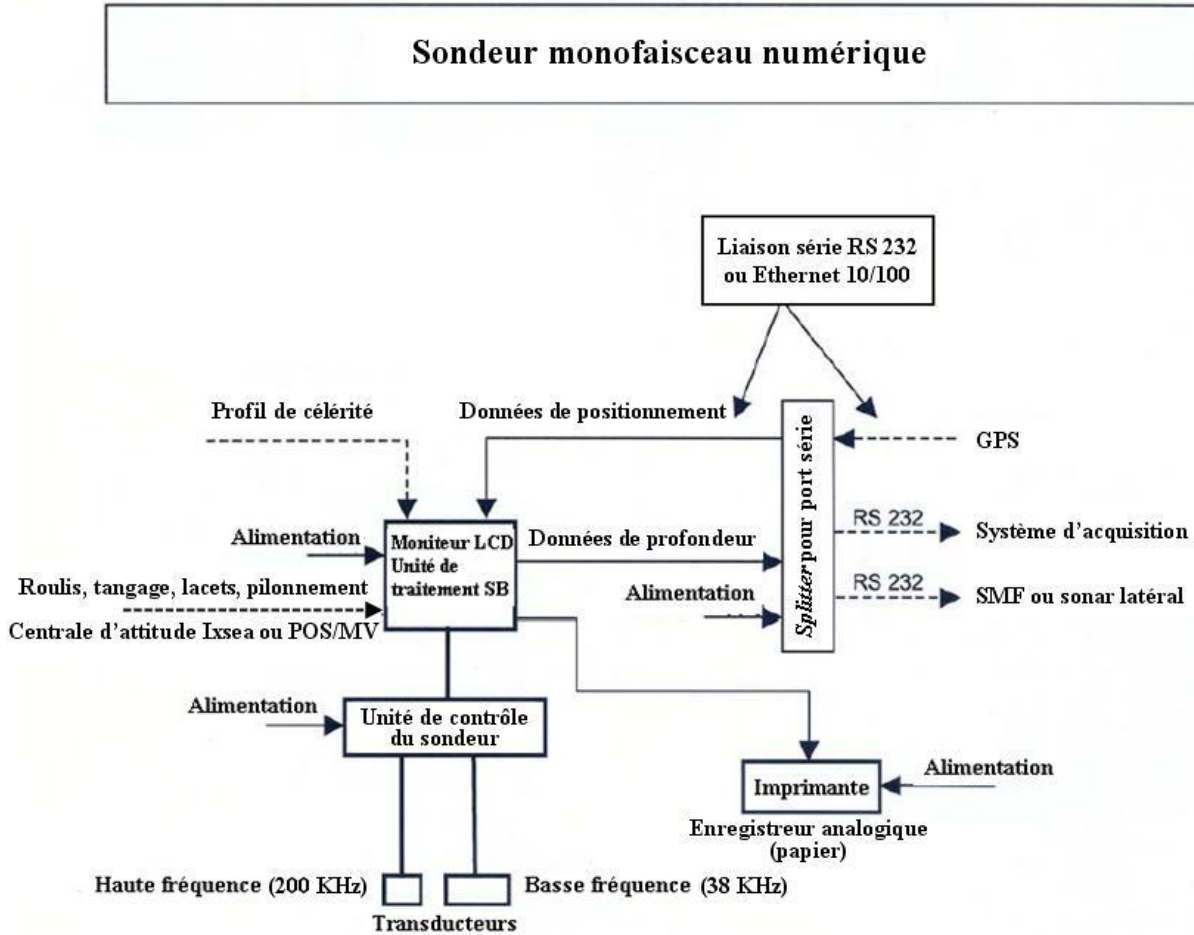 Sondeur monofaisceau numérique
Liaison série RS 232
ou Ethernet 10/100
Profil de célérité
Données de positionnement
GPS
Splitter pour port série
Alimentation
Moniteur LCD
Unité de
traitement SB
Données de profondeur
RS 232
Système d'acquisition
Roulis, tangage, lacets, pilonnement
Centrale d'attitude Ixsea ou POS/MV
Alimentation
RS 232
SMF ou sonar latéral
Alimentation
Unité de contrôle
du sondeur
Imprimante
Alimentation
Enregistreur analogique
(papier)
Haute fréquence (200 KHz)
Basse fréquence (38 KHz)
Transducteurs